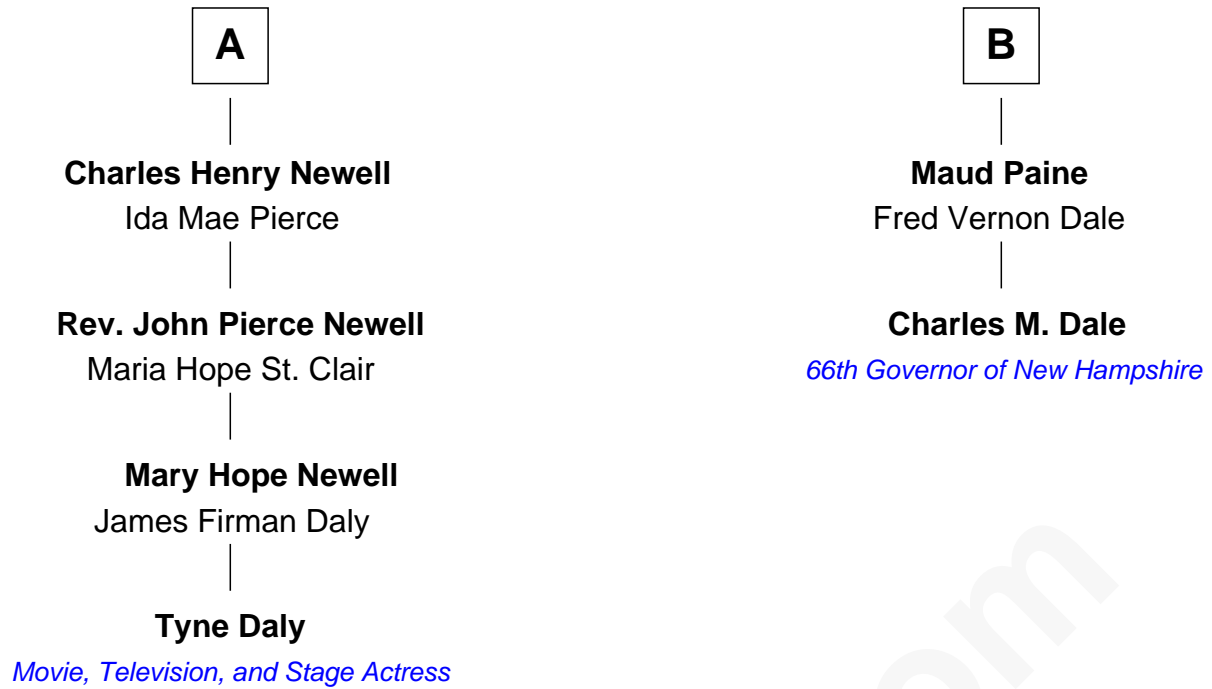 A
Charles Henry Newell
Ida Mae Pierce
Rev. John Pierce Newell
Maria Hope St. Clair
Mary Hope Newell
James Firman Daly
Tyne Daly
Movie, Television, and Stage Actress
B
Maud Paine
Fred Vernon Dale
Charles M. Dale
66th Governor of New Hampshire
om